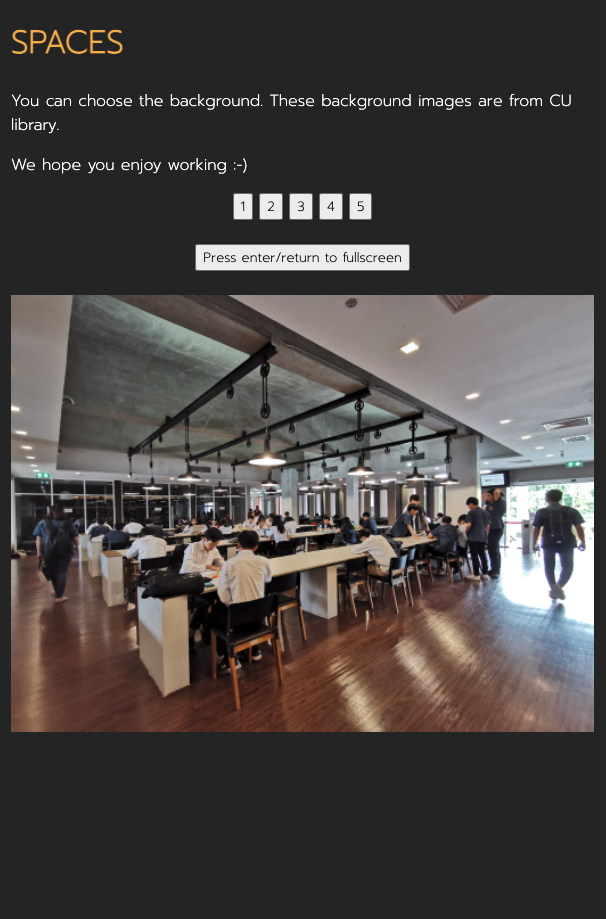 SPACES
You can choose the background. These background images are from CU
library.
We hope you enjoy working :-)
1 2 3 4 5
Press enter/return to fullscreen